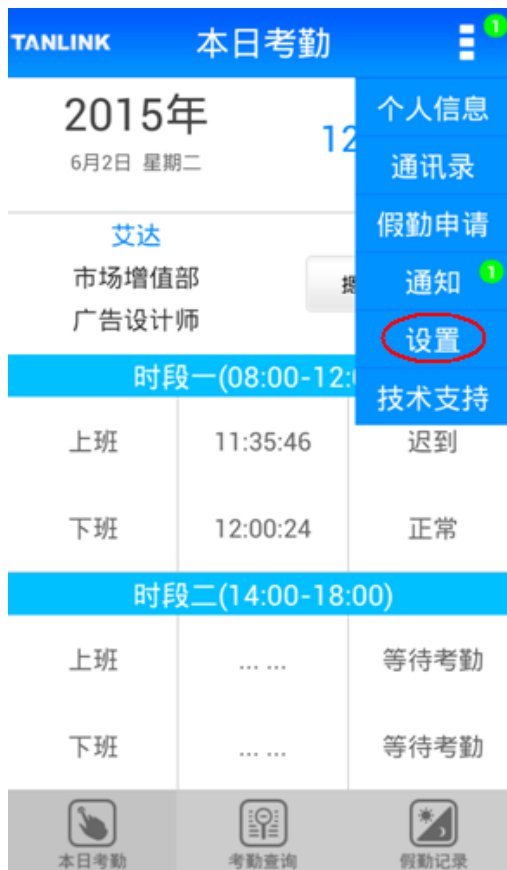 TANLINK 本日考勤 1
2015年
12
6月2日 星期二
个人信息
通讯录
假勤申请
通知 1
设置
技术支持
艾达
市场增值部
广告设计师
时段一(08:00-12:
上班 11:35:46 迟到
下班 12:00:24 正常
时段二(14:00-18:00)
上班 ... ... 等待考勤
下班 ... ... 等待考勤
本日考勤 考勤查询 假勤记录